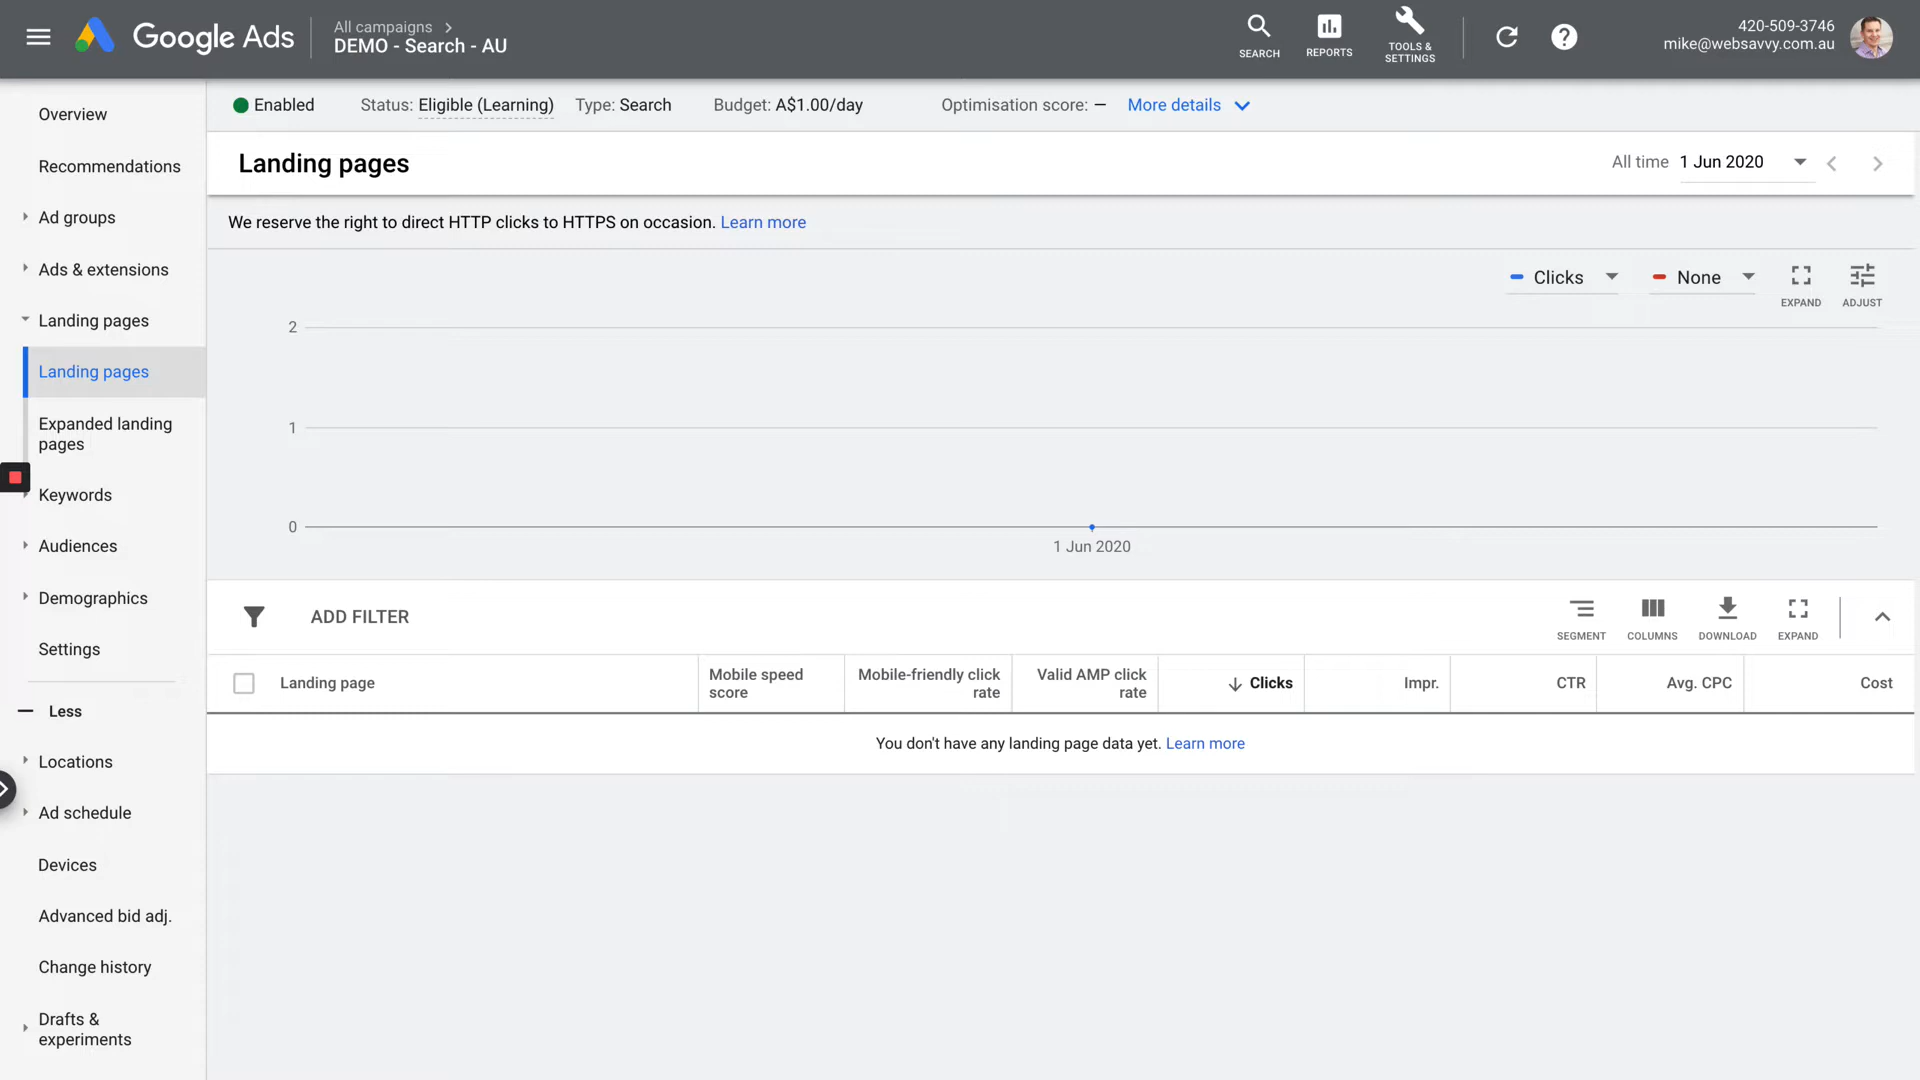 Google Ads
All campaigns
DEMO - Search - AU
SEARCH
REPORTS
TOOLS &
SETTINGS
420-509-3746
mike@websavvy.com.au
Enabled
Status: Eligible (Learning)
Type: Search
Budget: A$1.00/day
Optimisation score: –
More details
Overview
Recommendations
Ad groups
Ads & extensions
Landing pages
Landing pages
Expanded landing
pages
Keywords
Audiences
Demographics
Settings
Less
Locations
Ad schedule
Devices
Advanced bid adj.
Change history
Drafts &
experiments
Landing pages
All time 1 Jun 2020
We reserve the right to direct HTTP clicks to HTTPS on occasion. Learn more
Clicks
None
EXPAND
ADJUST
2
1
0
1 Jun 2020
ADD FILTER
SEGMENT
COLUMNS
DOWNLOAD
EXPAND
Landing page
Mobile speed
score
Mobile-friendly click
rate
Valid AMP click
rate
Clicks
Impr.
CTR
Avg. CPC
Cost
You don't have any landing page data yet. Learn more